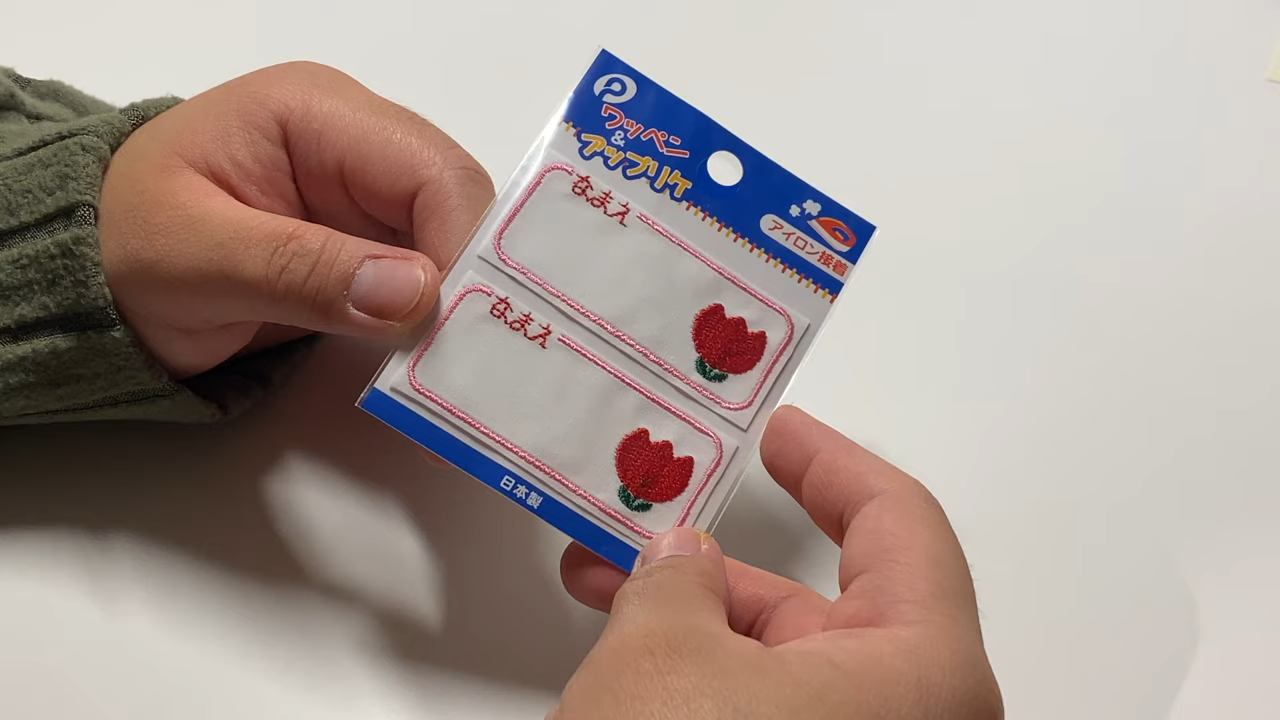 ワッペン
&
アップリケ
アイロン接着
なまえ
なまえ
日本製